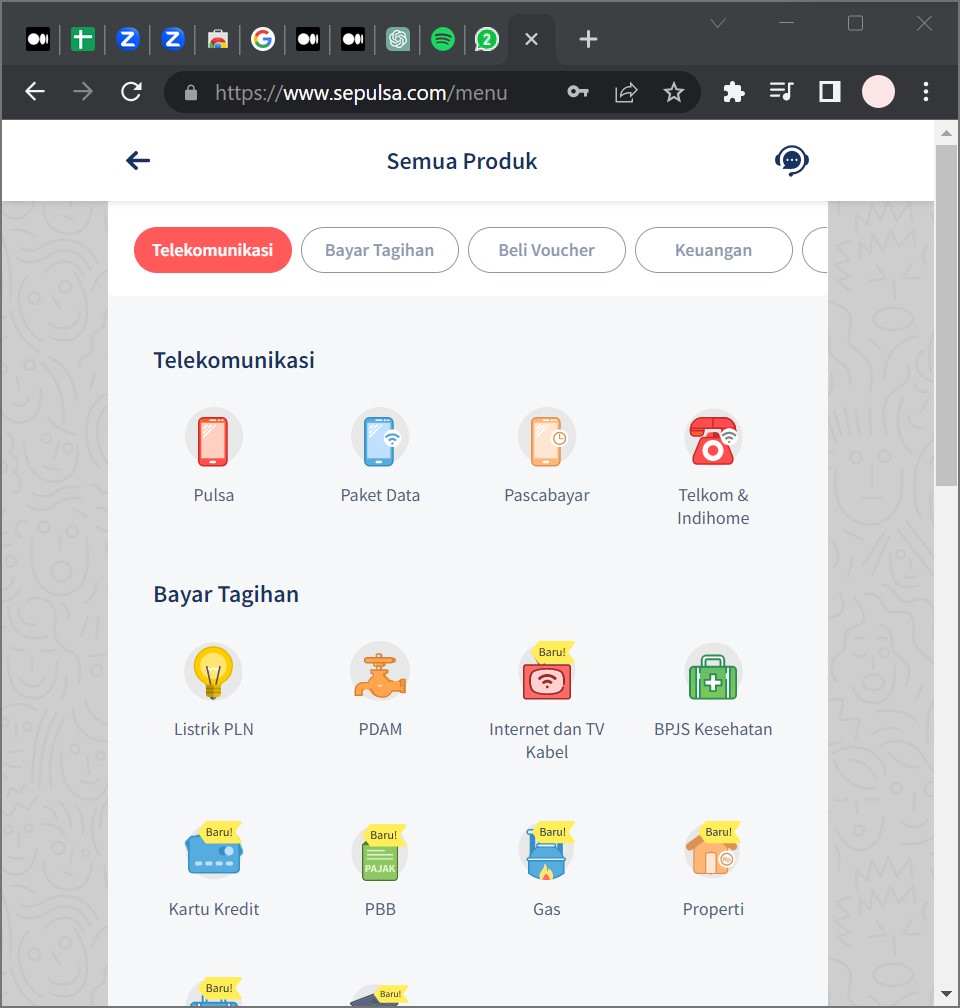 2
https://www.sepulsa.com/menu
Semua Produk
Telekomunikasi
Bayar Tagihan
Beli Voucher
Keuangan
Telekomunikasi
Pulsa
Paket Data
Pascabayar
Telkom &
Indihome
Bayar Tagihan
Baru!
Listrik PLN
PDAM
Internet dan TV
Kabel
BPJS Kesehatan
Baru!
Baru!
Baru!
Baru!
PAJAK
Rp
Kartu Kredit
PBB
Gas
Properti
Baru!
Baru!